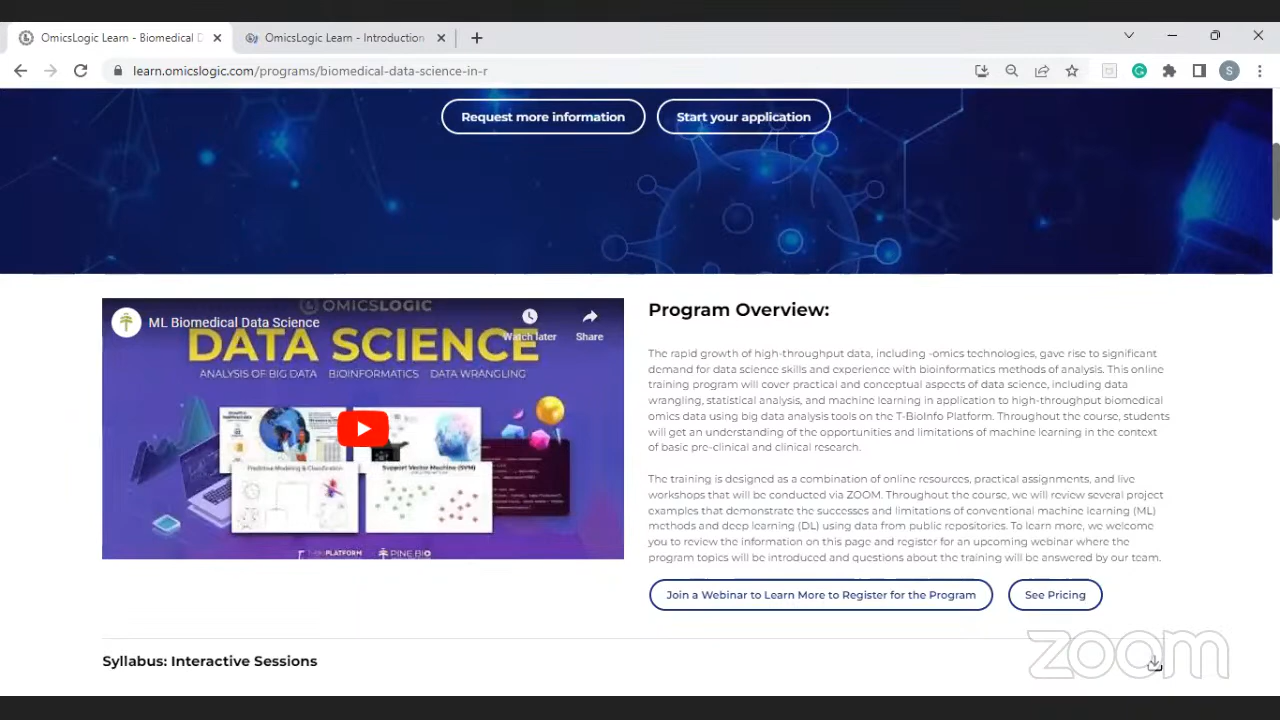 OmicsLogic Learn - Biomedical D
OmicsLogic Learn - Introduction
learn.omicslogic.com/programs/biomedical-data-science-in-r
S
Request more information
Start your application
OMICSLOGIC
ML Biomedical Data Science
Watch later
Share
DATA SCIENCE
ANALYSIS OF BIG DATA BIOINFORMATICS DATA WRANGLING
Predictive Modeling & Classification
Support Vector Machine (SVM)
PLATFORM
PINE.BIO
Program Overview:
The rapid growth of high-throughput data, including -omics technologies, gave rise to significant
demand for data science skills and experience with bioinformatics methods of analysis. This online
training program will cover practical and conceptual aspects of data science, including data
wrangling, statistical analysis, and machine learning in application to high-throughput biomedical
omics data using big data analysis tools on the T-BioInfo Platform. Throughout the course, students
will get an understanding of the opportunities and limitations of machine learning in the context
of basic pre-clinical and clinical research.
The training is designed as a combination of online resources, practical assignments, and live
workshops that will be conducted via ZOOM. Throughout the course, we will review several project
examples that demonstrate the successes and limitations of conventional machine learning (ML)
methods and deep learning (DL) using data from public repositories. To learn more, we welcome
you to review the information on this page and register for an upcoming webinar where the
program topics will be introduced and questions about the training will be answered by our team.
Join a Webinar to Learn More to Register for the Program
See Pricing
Syllabus: Interactive Sessions
zoom